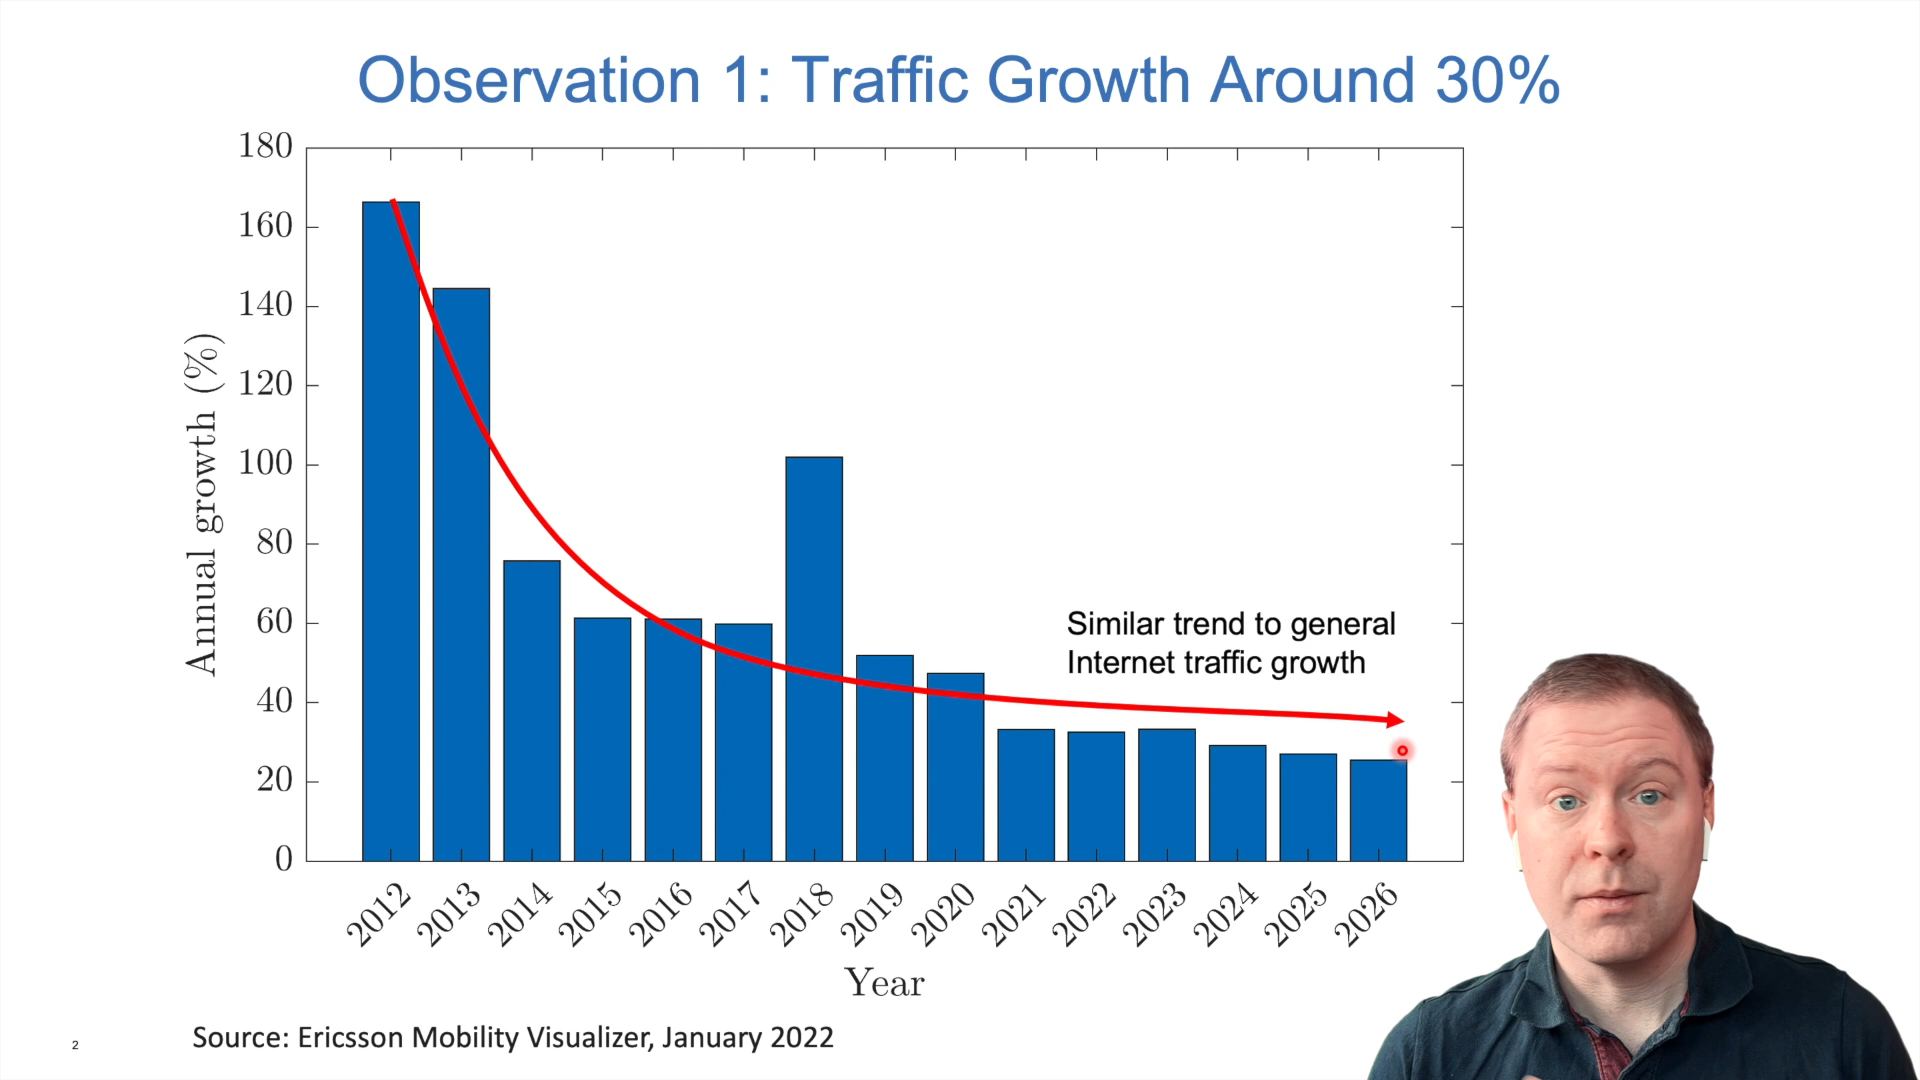 Observation 1: Traffic Growth Around 30%
180
160
140
120
100
80
60
40
20
0
Annual growth (%)
Similar trend to general
Internet traffic growth
2012 2013 2014 2015 2016 2017 2018 2019 2020 2021 2022 2023 2024 2025 2026
Year
2
Source: Ericsson Mobility Visualizer, January 2022